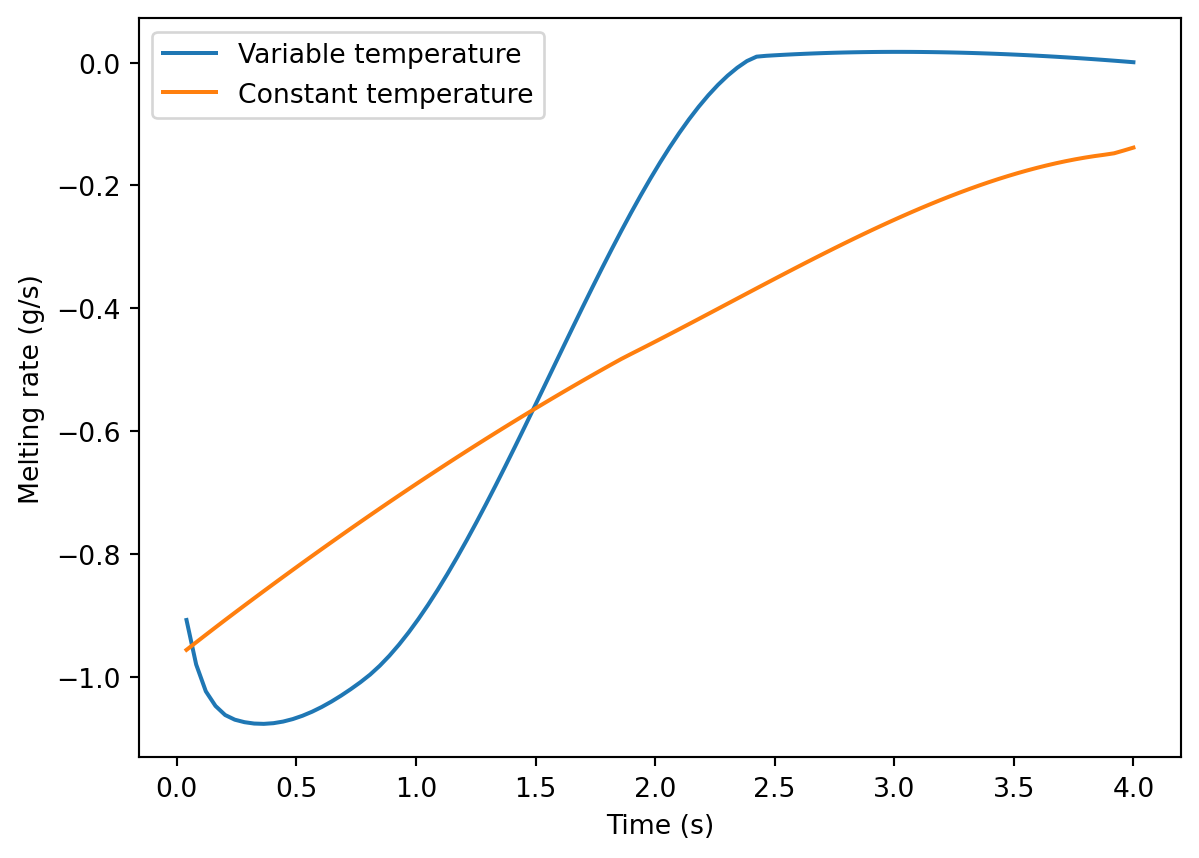 Variable temperature
Constant temperature
0.0
−0.2
−0.4
−0.6
−0.8
−1.0
Melting rate (g/s)
0.0 0.5 1.0 1.5 2.0 2.5 3.0 3.5 4.0
Time (s)